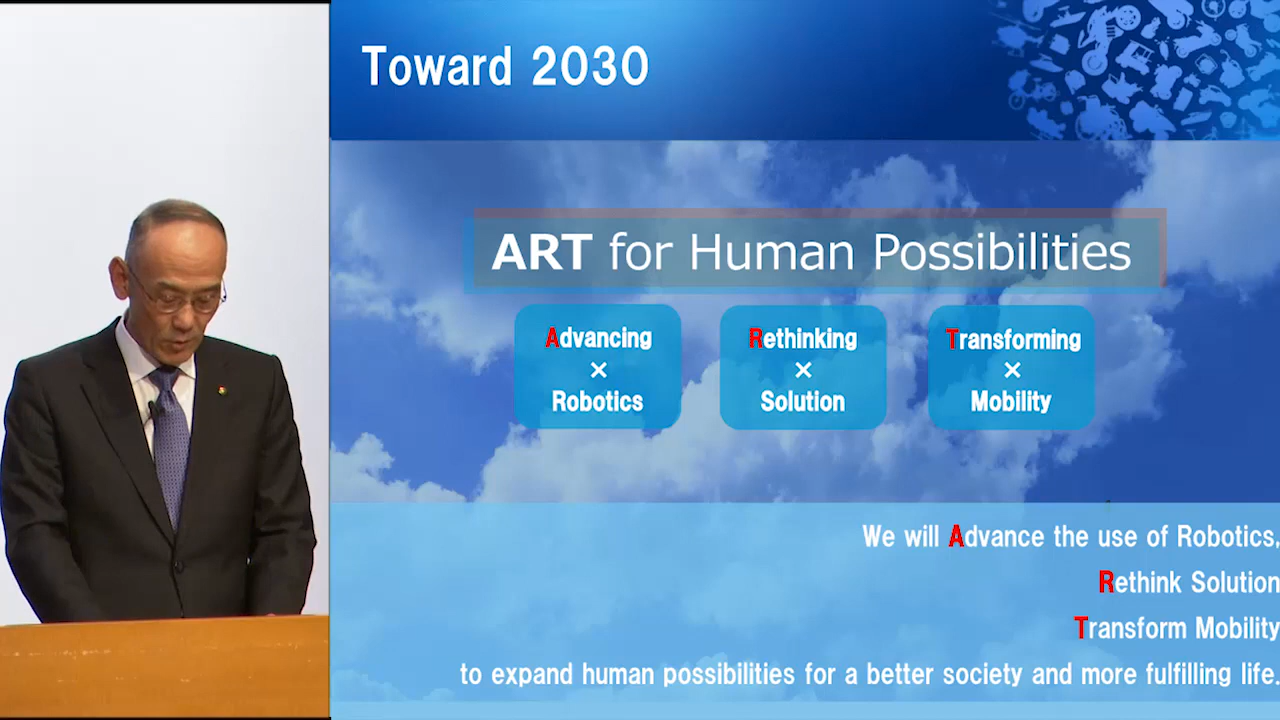 Toward 2030
ART for Human Possibilities
Advancing
×
Robotics
Rethinking
×
Solution
Transforming
×
Mobility
We will Advance the use of Robotics,
Rethink Solution
Transform Mobility
to expand human possibilities for a better society and more fulfilling life.